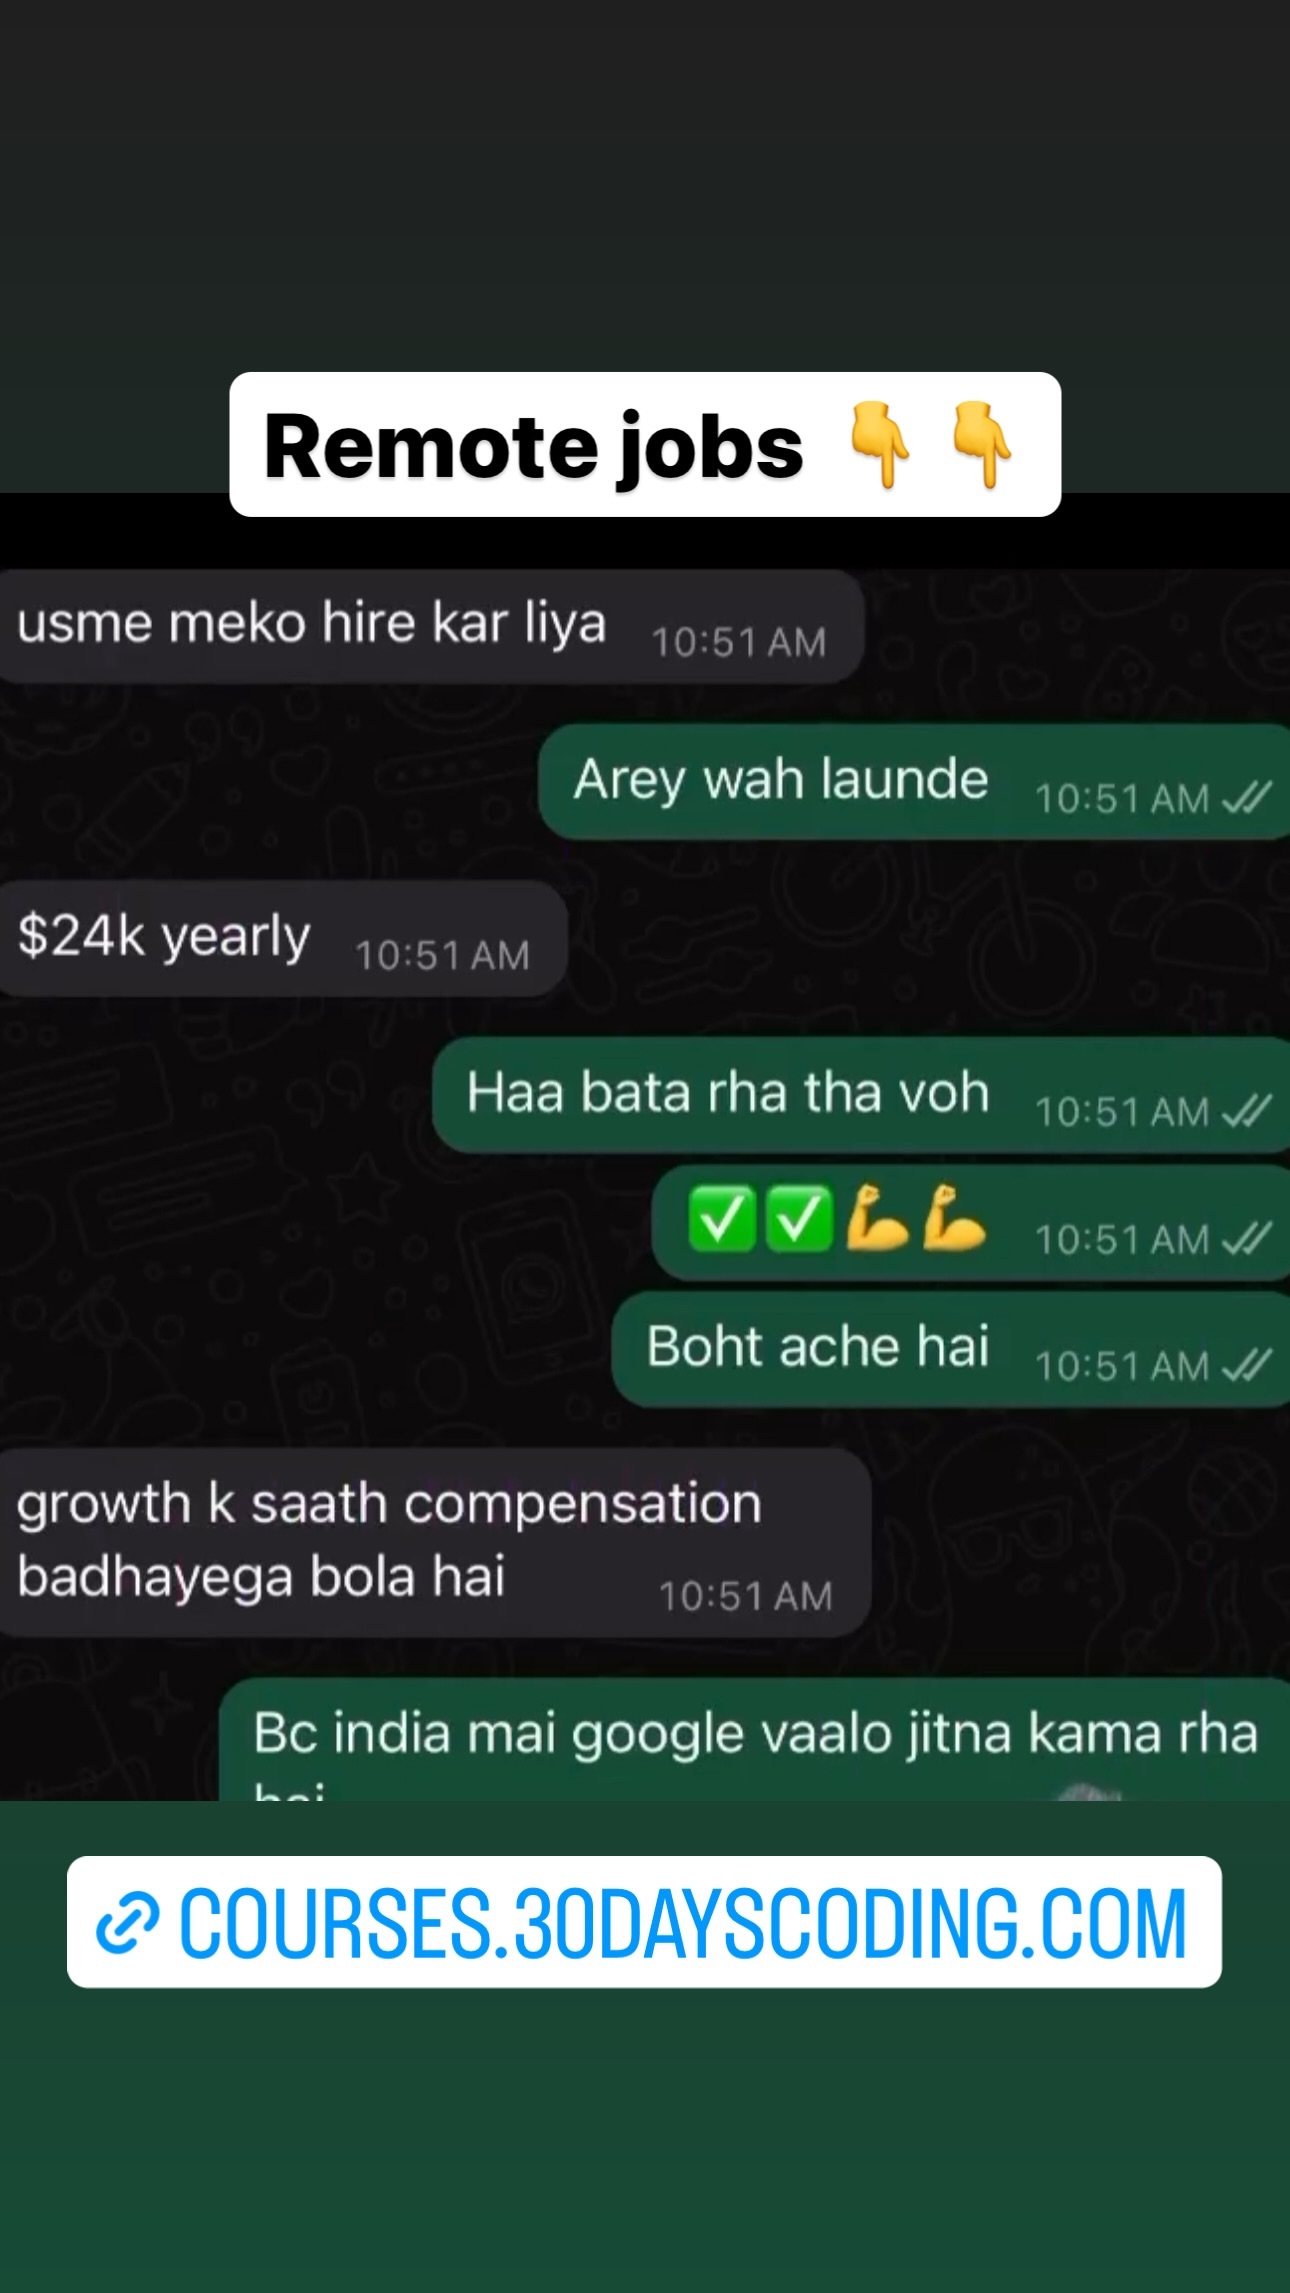 Remote jobs 👇👇
usme meko hire kar liya 10:51 AM
Arey wah launde 10:51 AM
$24k yearly 10:51 AM
Haa bata rha tha voh 10:51 AM
✅✅💪💪 10:51 AM
Boht ache hai 10:51 AM
growth k saath compensation
badhayega bola hai 10:51 AM
Bc india mai google vaalo jitna kama rha
COURSES.30DAYSCODING.COM